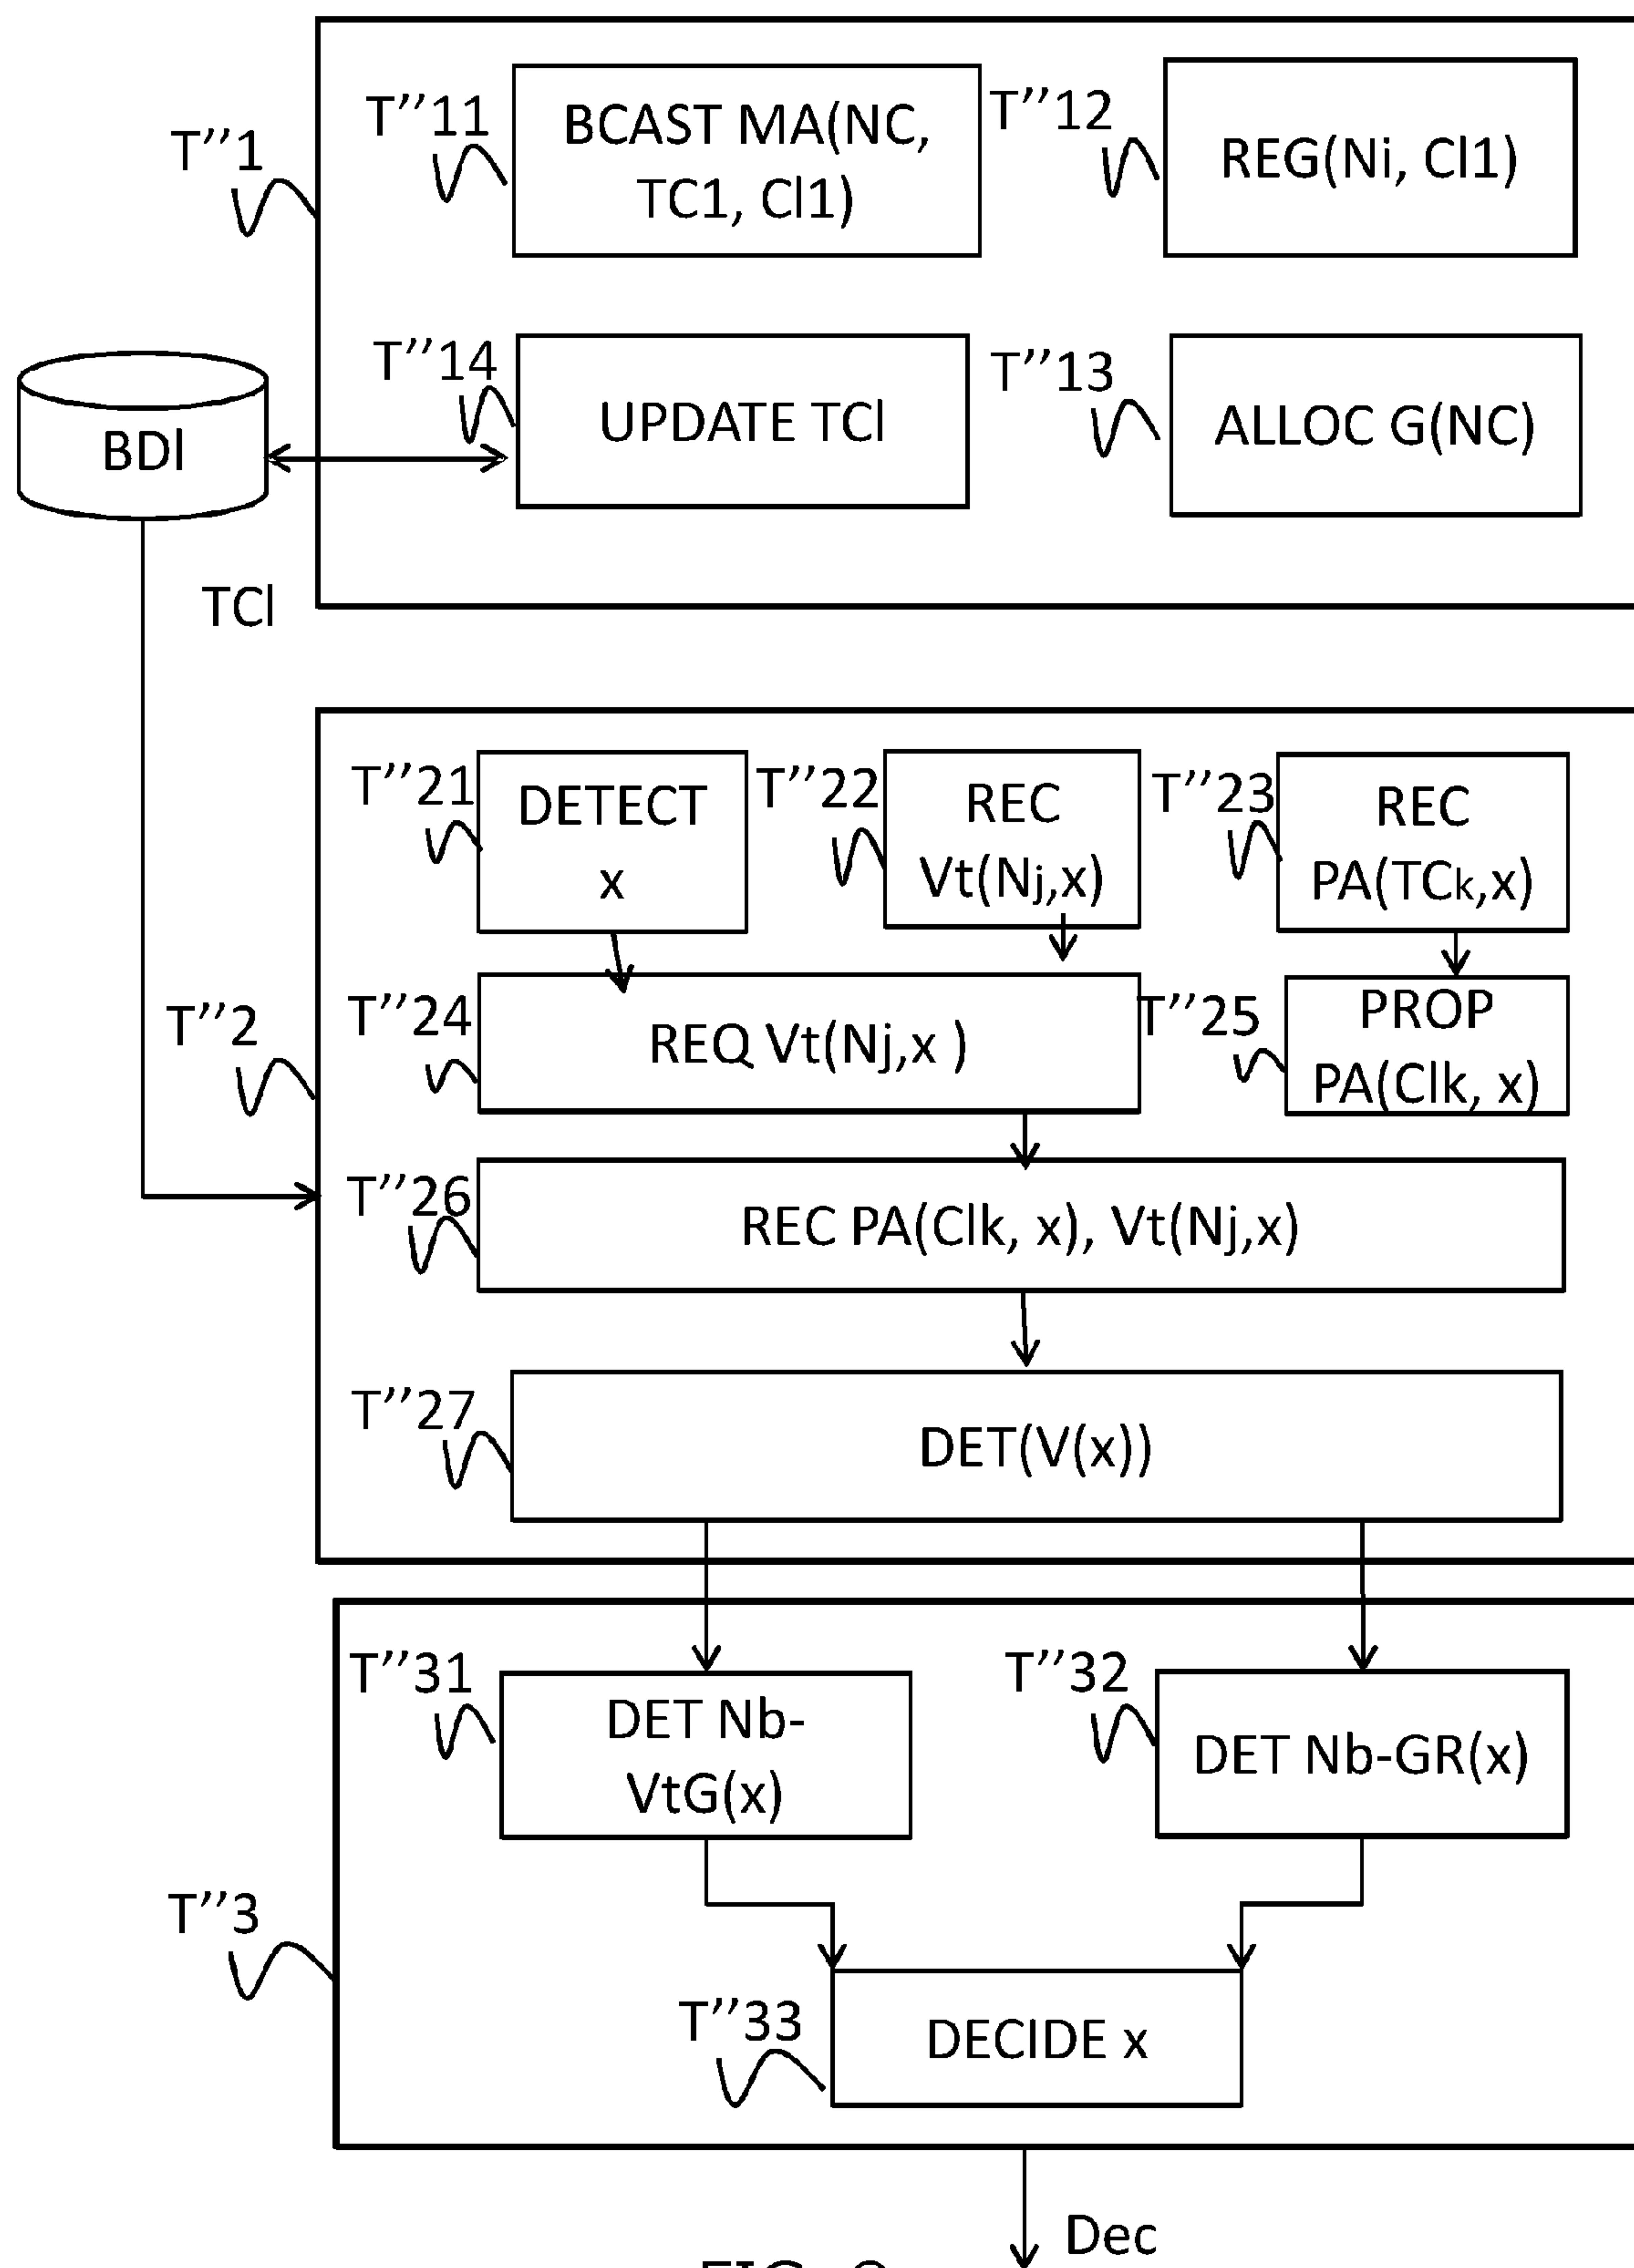 T''1
T''11
BCAST MA(NC,
TC1, Cl1)
T''12
REG(Ni, Cl1)
T''14
UPDATE TCl
T''13
ALLOC G(NC)
BDl
TCl
T''2
T''21
DETECT
x
T''22
REC
Vt(Nj,x)
T''23
REC
PA(TCk,x)
T''24
REQ Vt(Nj,x )
T''25
PROP
PA(Clk, x)
T''26
REC PA(Clk, x), Vt(Nj,x)
T''27
DET(V(x))
T''3
T''31
DET Nb-
VtG(x)
T''32
DET Nb-GR(x)
T''33
DECIDE x
Dec